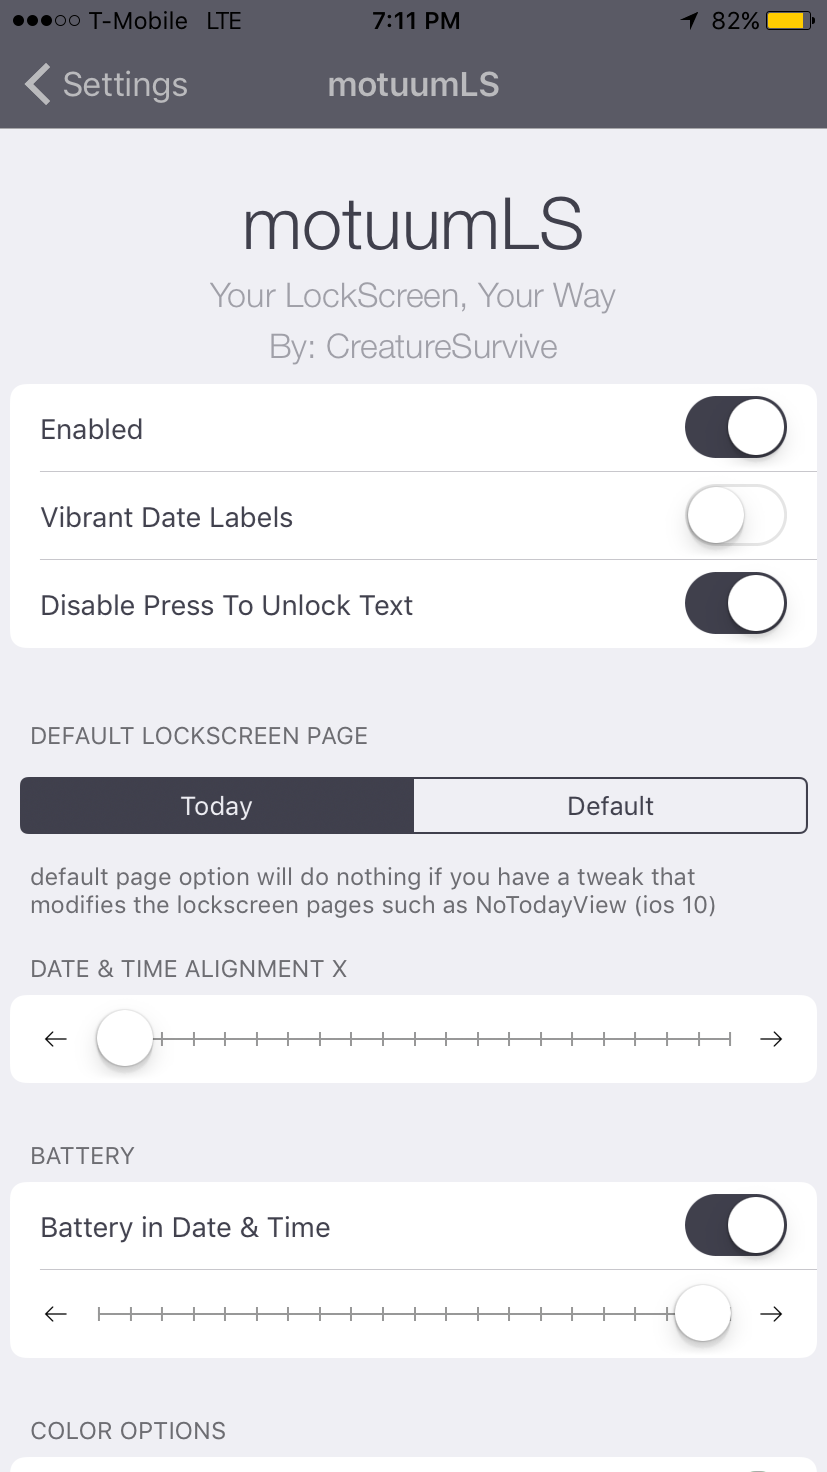 T-Mobile LTE 7:11 PM 82%
Settings motuumLS
motuumLS
Your LockScreen, Your Way
By: CreatureSurvive
Enabled
Vibrant Date Labels
Disable Press To Unlock Text
DEFAULT LOCKSCREEN PAGE
Today Default
default page option will do nothing if you have a tweak that
modifies the lockscreen pages such as NoTodayView (ios 10)
DATE & TIME ALIGNMENT X
BATTERY
Battery in Date & Time
COLOR OPTIONS